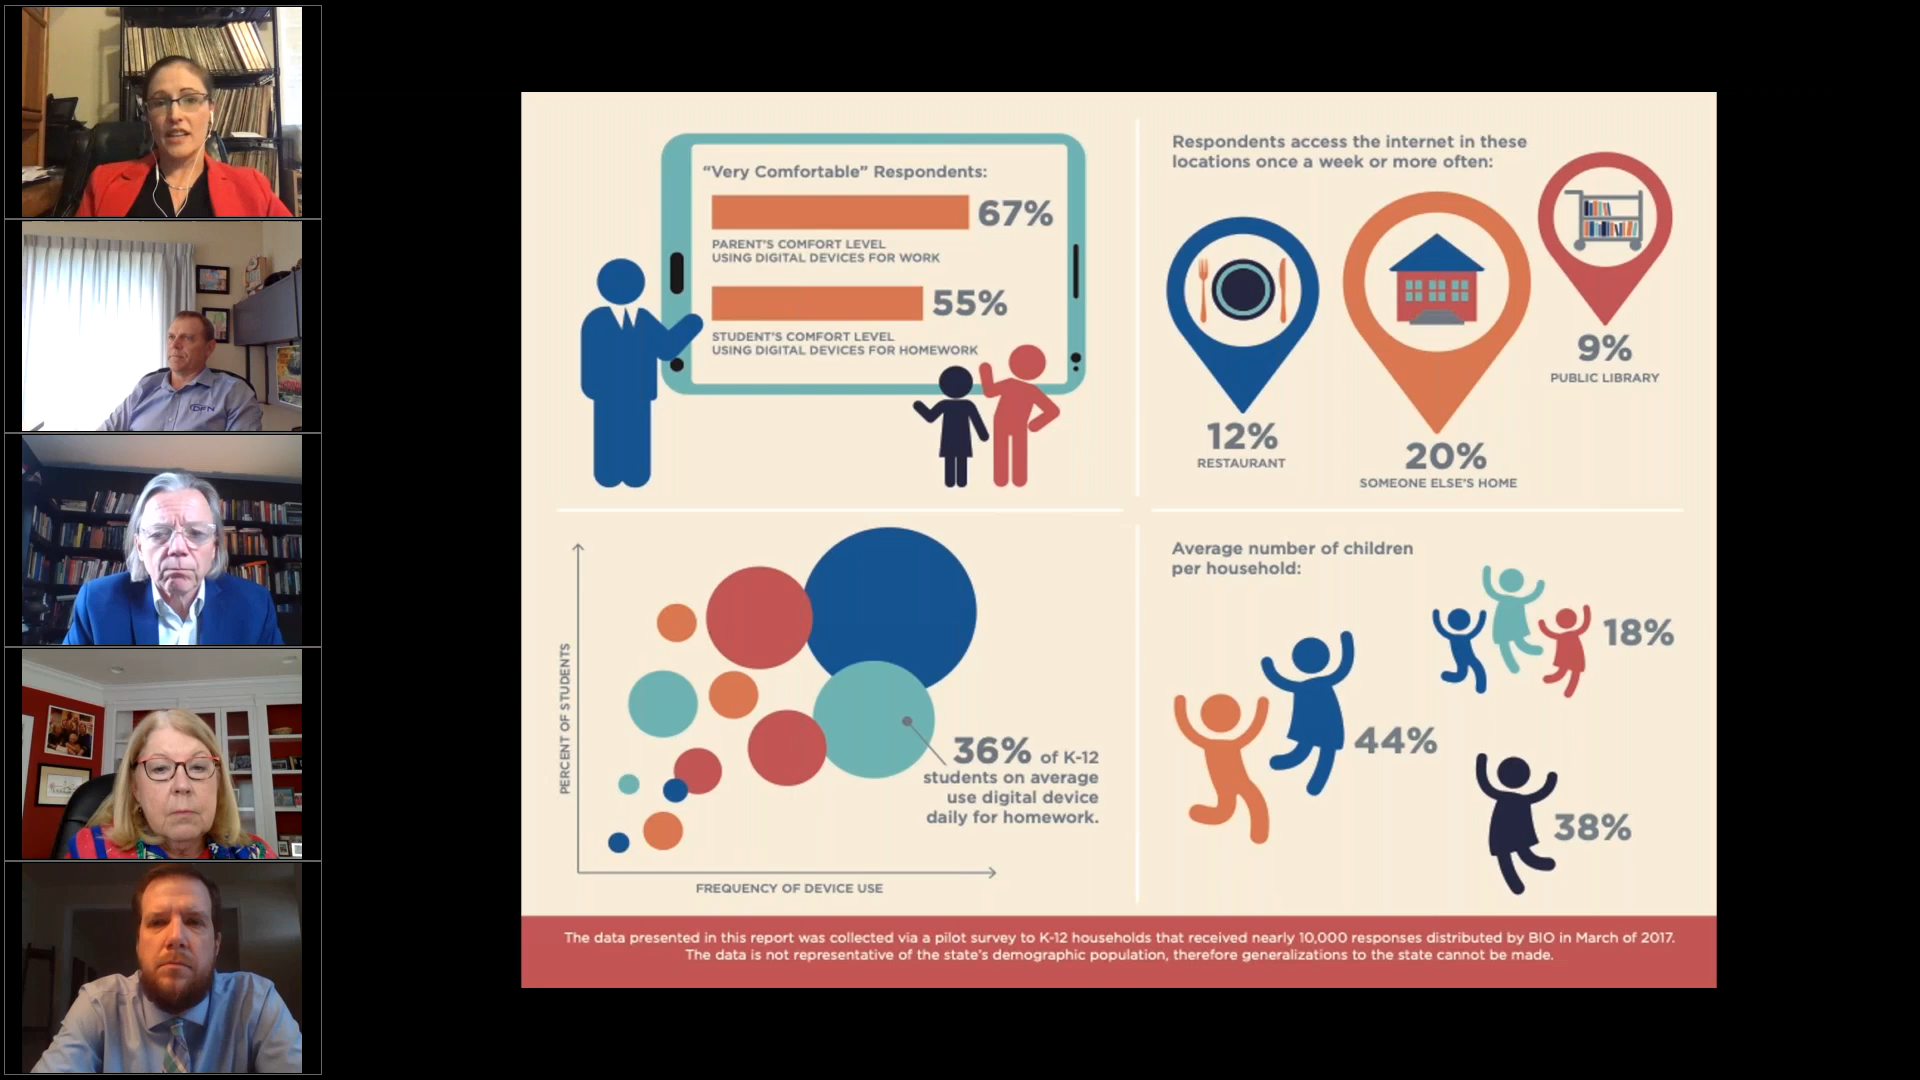 DFN
“Very Comfortable” Respondents:
67%
PARENT'S COMFORT LEVEL
USING DIGITAL DEVICES FOR WORK
55%
STUDENT'S COMFORT LEVEL
USING DIGITAL DEVICES FOR HOMEWORK
Respondents access the internet in these
locations once a week or more often:
12%
RESTAURANT
20%
SOMEONE ELSE'S HOME
9%
PUBLIC LIBRARY
PERCENT OF STUDENTS
36% of K-12
students on average
use digital device
daily for homework.
FREQUENCY OF DEVICE USE
Average number of children
per household:
18%
44%
38%
The data presented in this report was collected via a pilot survey to K-12 households that received nearly 10,000 responses distributed by BIO in March of 2017.
The data is not representative of the state's demographic population, therefore generalizations to the state cannot be made.